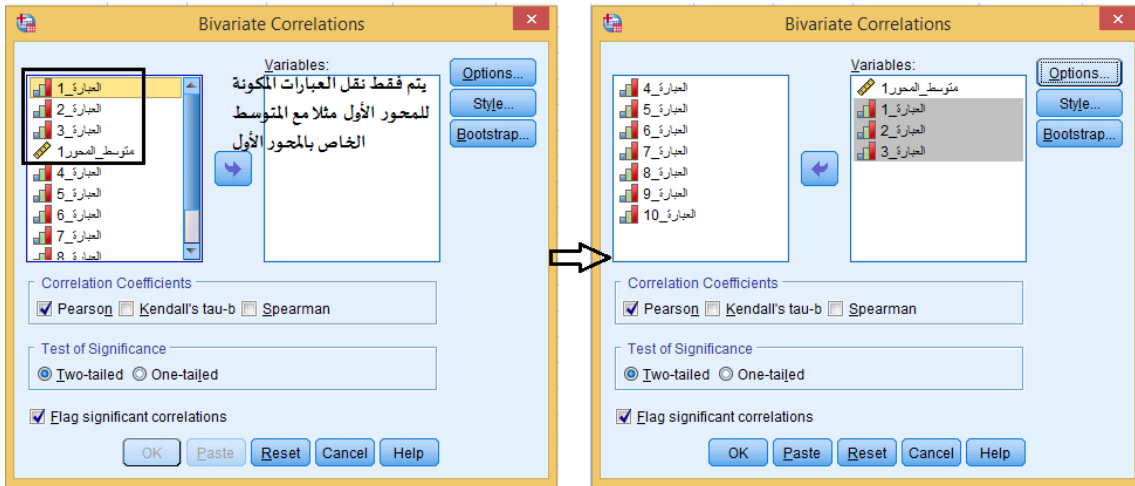 Bivariate Correlations
Variables:
العبارة_1
العبارة_2
العبارة_3
متوسط_المحور1
العبارة_4
العبارة_5
العبارة_6
العبارة_7
العبارة_8
يتم فقط نقل العبارات المكونة
للمحور الأول مثلا مع المتوسط
الخاص بالمحور الأول
Options...
Style...
Bootstrap...
Correlation Coefficients
Pearson Kendall's tau-b Spearman
Test of Significance
Two-tailed One-tailed
Flag significant correlations
OK Paste Reset Cancel Help
Bivariate Correlations
العبارة_4
العبارة_5
العبارة_6
العبارة_7
العبارة_8
العبارة_9
العبارة_10
Variables:
متوسط_المحور1
العبارة_1
العبارة_2
العبارة_3
Options...
Style...
Bootstrap...
Correlation Coefficients
Pearson Kendall's tau-b Spearman
Test of Significance
Two-tailed One-tailed
Flag significant correlations
OK Paste Reset Cancel Help